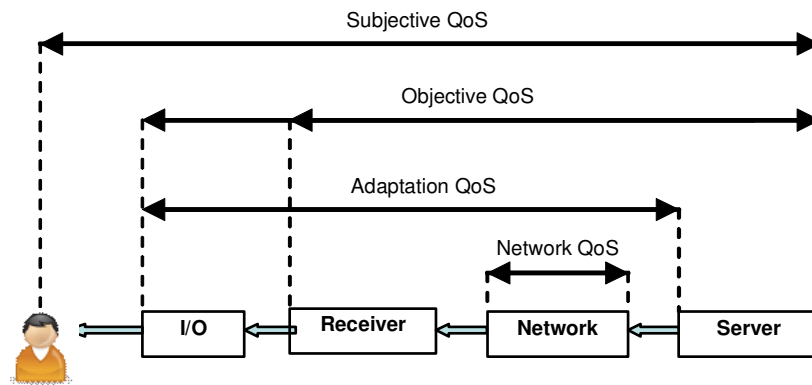 Subjective QoS
Objective QoS
Adaptation QoS
Network QoS
I/O
Receiver
Network
Server